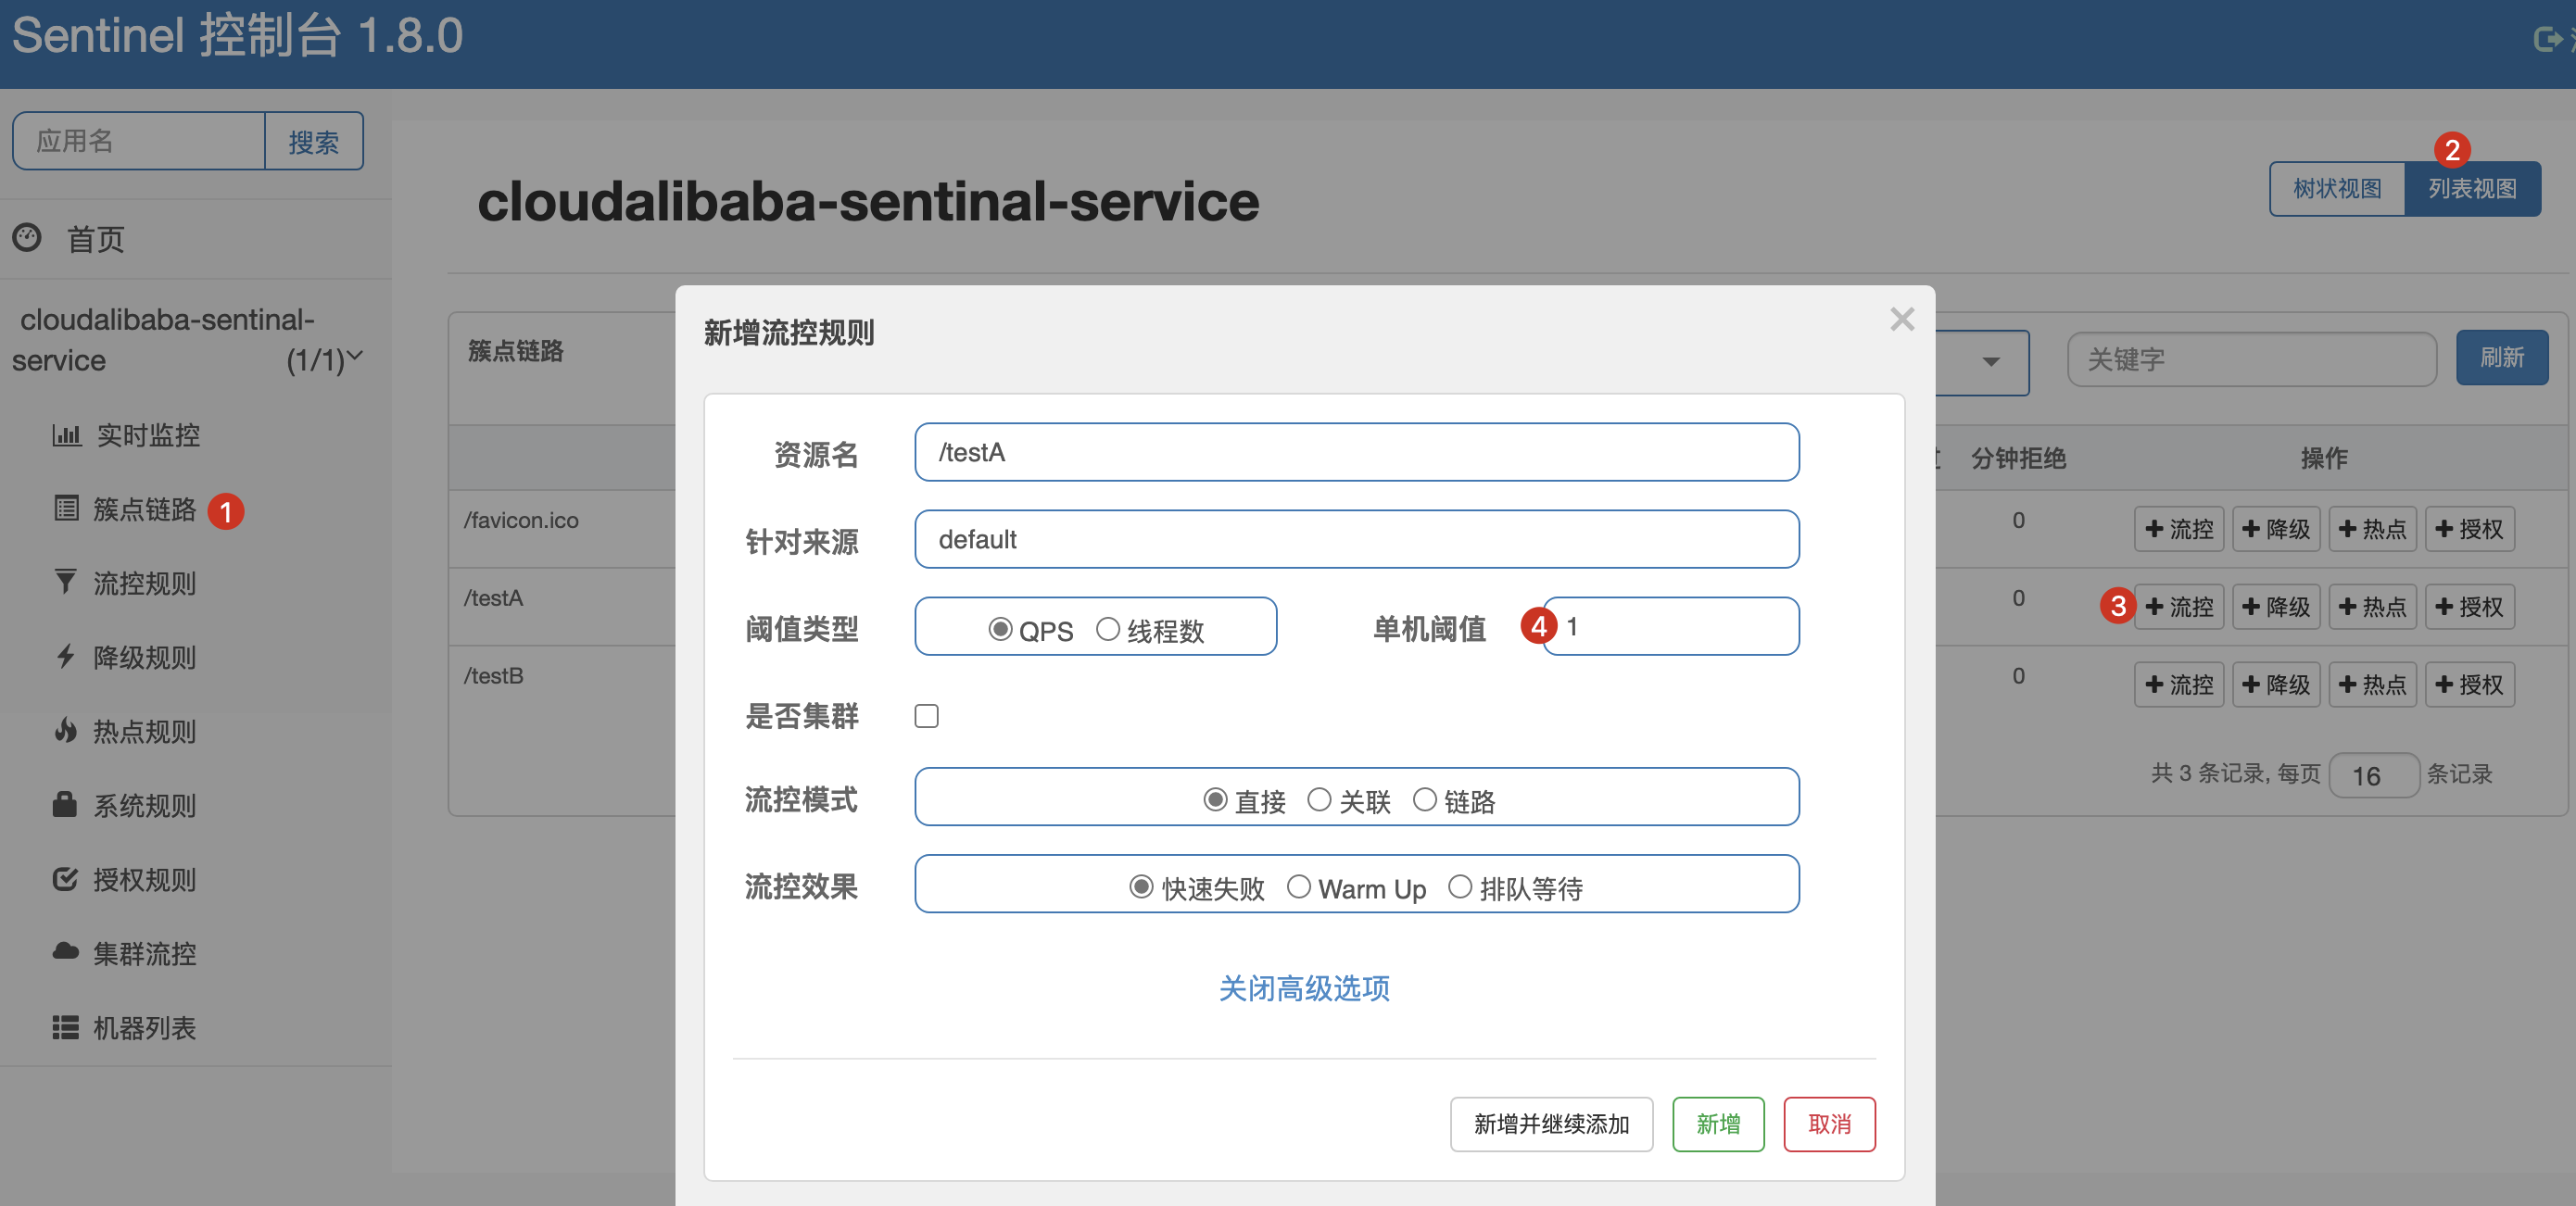 Sentinel 控制台 1.8.0
应用名
搜索
首页
cloudalibaba-sentinal-
service (1/1)
实时监控
簇点链路 1
流控规则
降级规则
热点规则
系统规则
授权规则
集群流控
机器列表
cloudalibaba-sentinal-service
2
树状视图 列表视图
簇点链路
关键字
刷新
分钟拒绝 操作
/favicon.ico 0 流控 降级 热点 授权
/testA 0 3 流控 降级 热点 授权
/testB 0 流控 降级 热点 授权
共 3 条记录, 每页 16 条记录
新增流控规则
×
资源名 /testA
针对来源 default
阈值类型 QPS 线程数 单机阈值 4 1
是否集群
流控模式 直接 关联 链路
流控效果 快速失败 Warm Up 排队等待
关闭高级选项
新增并继续添加 新增 取消